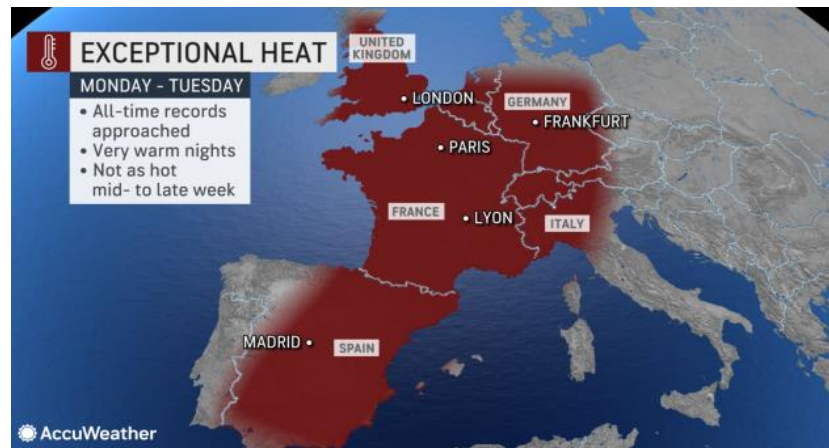 EXCEPTIONAL HEAT
MONDAY - TUESDAY
• All-time records
approached
• Very warm nights
• Not as hot
mid- to late week
UNITED
KINGDOM
LONDON
GERMANY
FRANKFURT
PARIS
FRANCE
LYON
ITALY
MADRID
SPAIN
AccuWeather